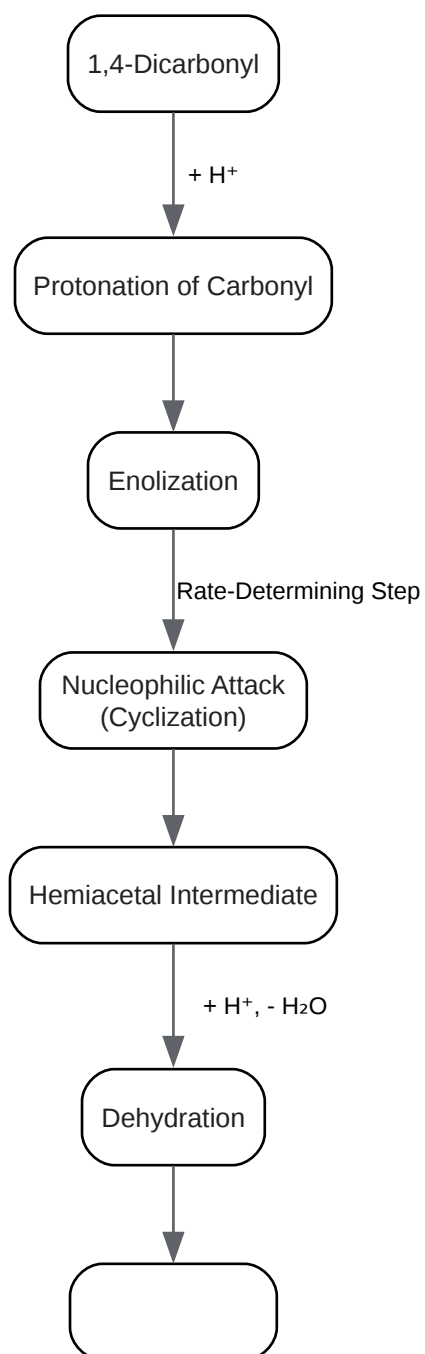 1,4-Dicarbonyl
+ H⁺
Protonation of Carbonyl
Enolization
Rate-Determining Step
Nucleophilic Attack
(Cyclization)
Hemiacetal Intermediate
+ H⁺, - H₂O
Dehydration